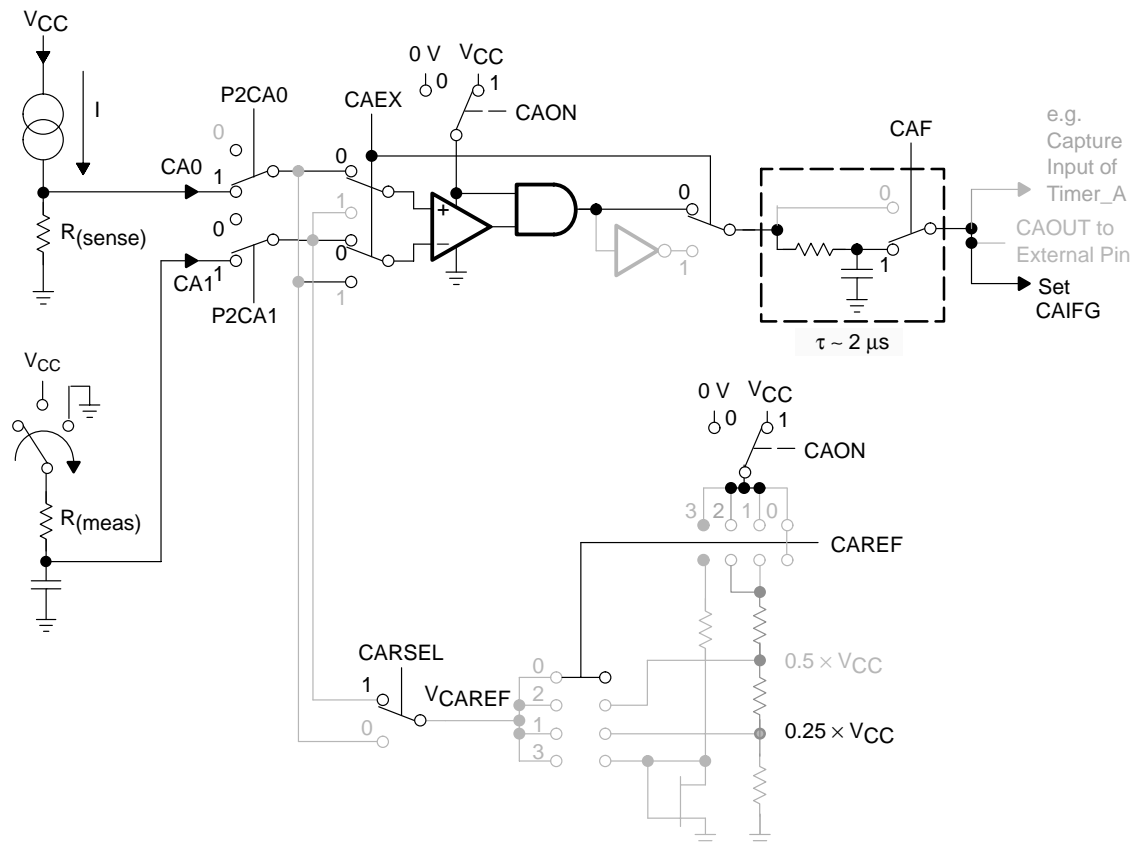 VCC
I
R(sense)
P2CA0
0
CA0
1
0
CA1
1
P2CA1
CAEX
0
1
0
1
0 V
VCC
0
1
CAON
+
−
0
1
CAF
0
1
τ ~ 2 μs
e.g.
Capture
Input of
Timer_A
CAOUT to
External Pin
Set
CAIFG
VCC
R(meas)
0 V
VCC
0
1
CAON
3 2 1 0
CAREF
0.5 × VCC
0.25 × VCC
CARSEL
1
0
VCAREF
0
2
1
3